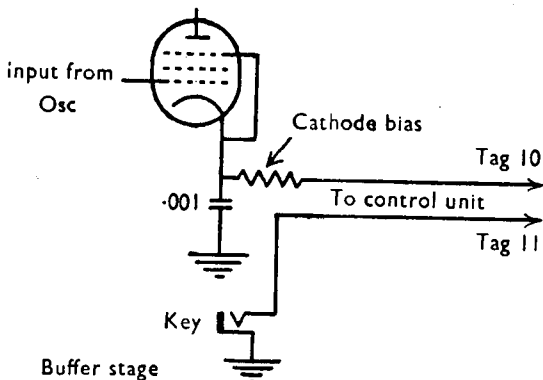 input from
Osc
Cathode bias
Tag 10
·001
To control unit
Tag 11
Key
Buffer stage